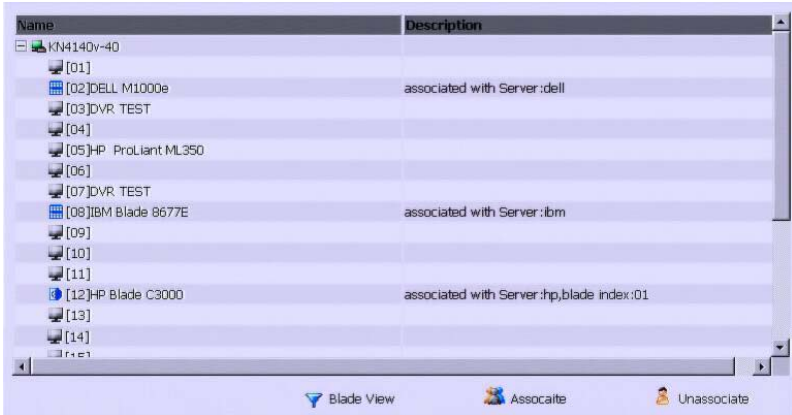 Name Description
KN4140v-40
[01]
[02]DELL M1000e associated with Server:dell
[03]DVR TEST
[04]
[05]HP ProLiant ML350
[06]
[07]DVR TEST
[08]IBM Blade 8677E associated with Server:ibm
[09]
[10]
[11]
[12]HP Blade C3000 associated with Server:hp,blade index:01
[13]
[14]
Blade View Assocaite Unassociate